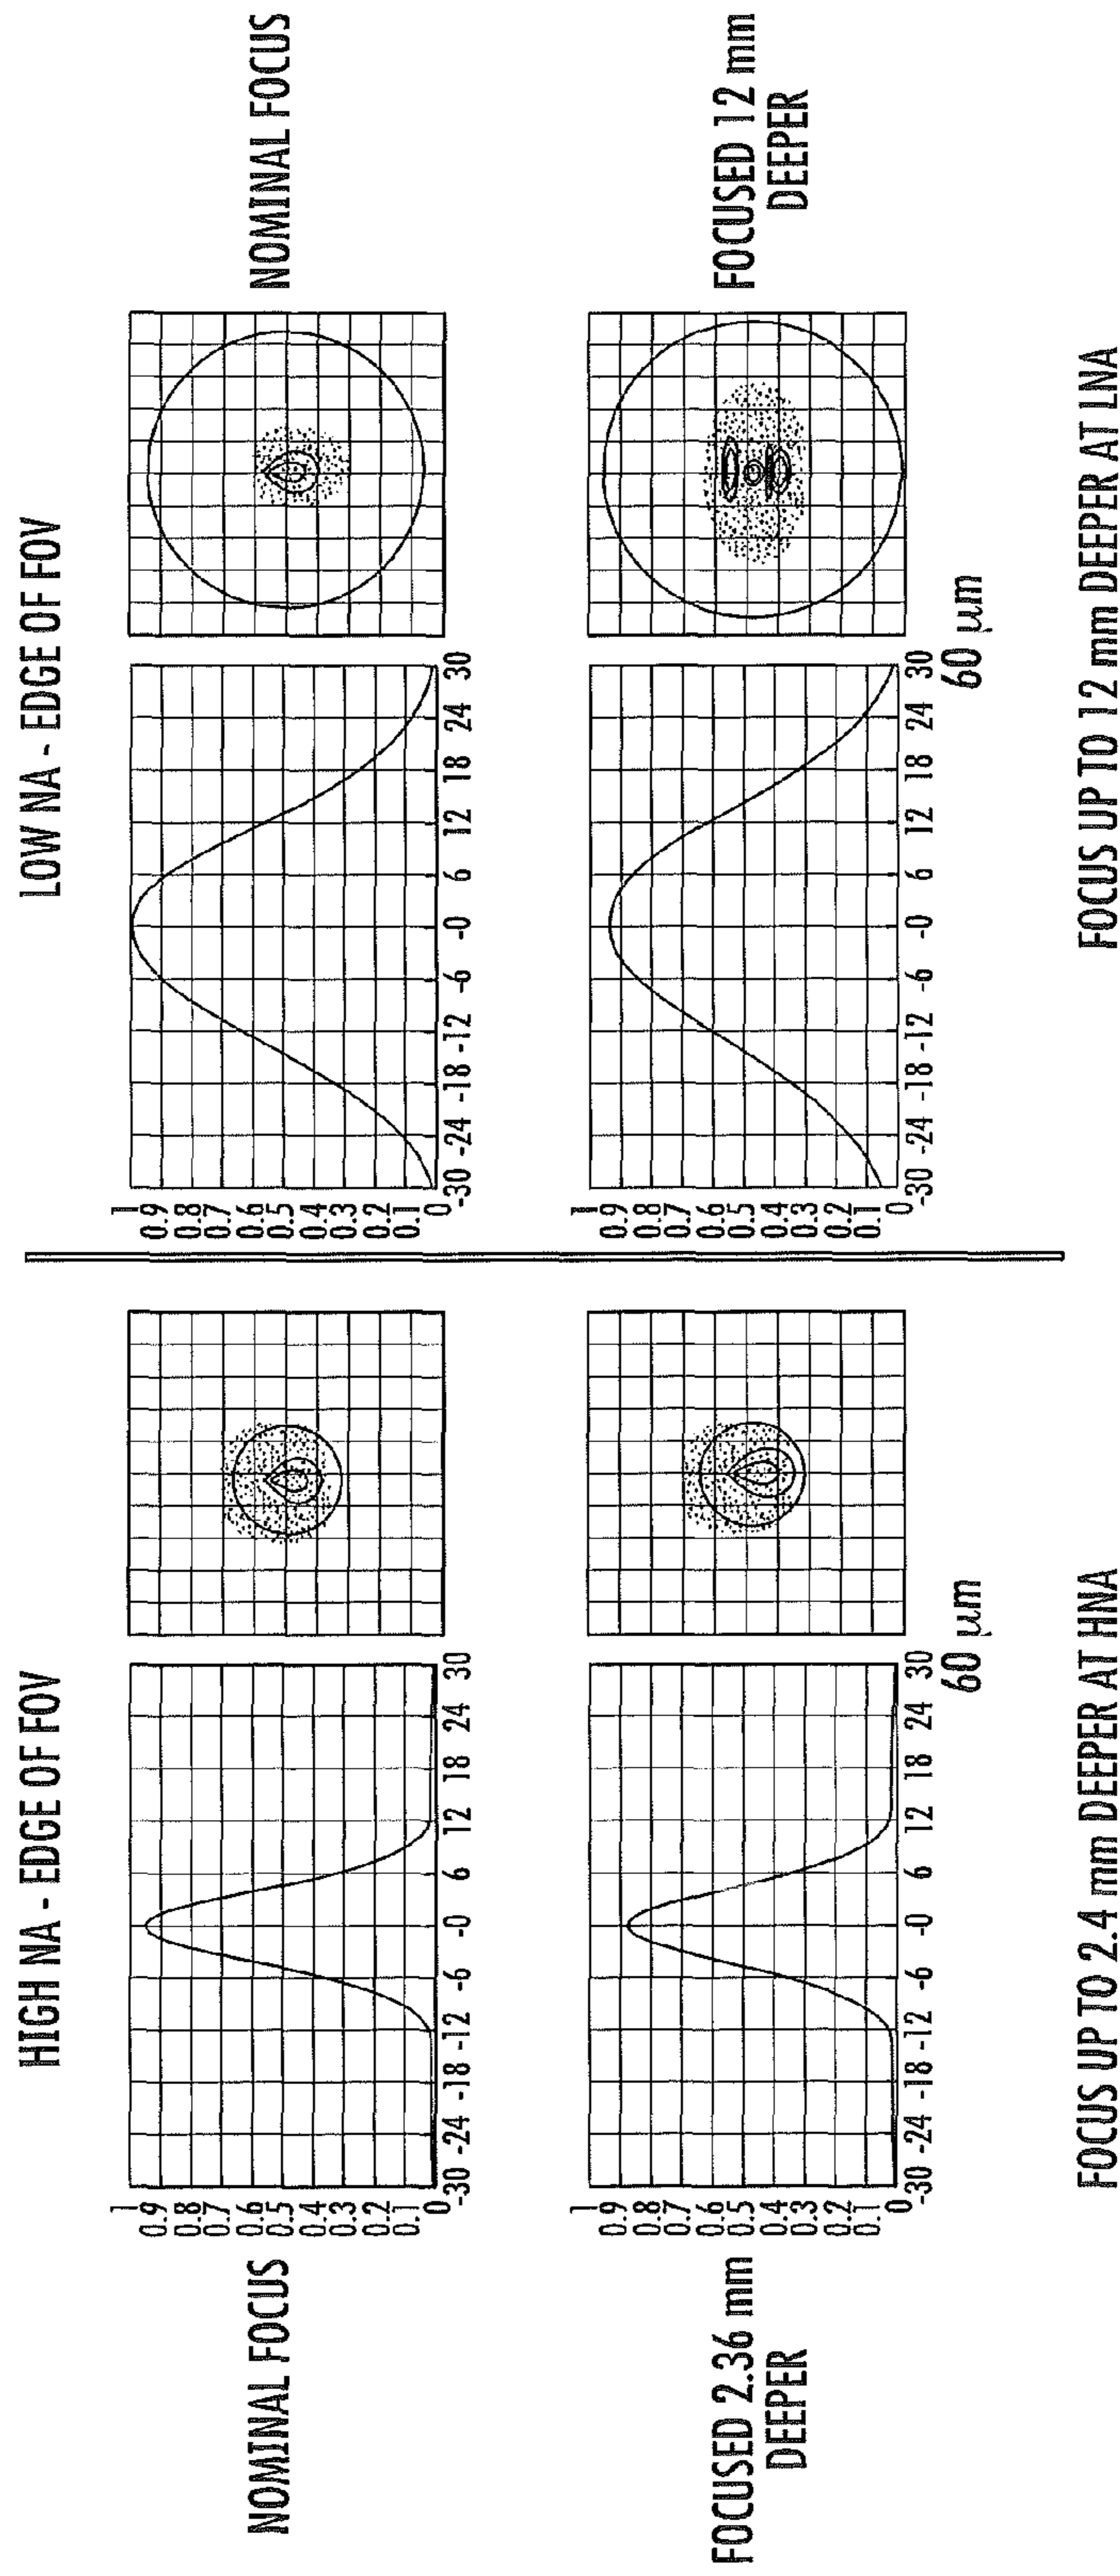 HIGH NA - EDGE OF FOV
LOW NA - EDGE OF FOV
NOMINAL FOCUS
1
0.9
0.8
0.7
0.6
0.5
0.4
0.3
0.2
0.1
0
-30 -24 -18 -12 -6 -0 6 12 18 24 30
1
0.9
0.8
0.7
0.6
0.5
0.4
0.3
0.2
0.1
0
-30 -24 -18 -12 -6 -0 6 12 18 24 30
NOMINAL FOCUS
FOCUSED 2.36 mm
DEEPER
1
0.9
0.8
0.7
0.6
0.5
0.4
0.3
0.2
0.1
0
-30 -24 -18 -12 -6 -0 6 12 18 24 30
60 µm
1
0.9
0.8
0.7
0.6
0.5
0.4
0.3
0.2
0.1
0
-30 -24 -18 -12 -6 -0 6 12 18 24 30
60 µm
FOCUSED 12 mm
DEEPER
FOCUS UP TO 2.4 mm DEEPER AT HNA
FOCUS UP TO 12 mm DEEPER AT LNA